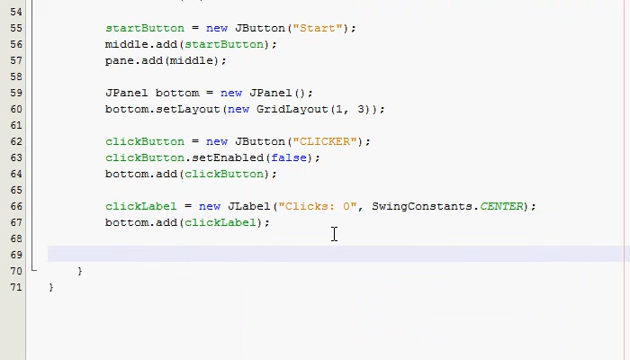 54
55 startButton = new JButton("Start");
56 middle.add(startButton);
57 pane.add(middle);
58
59 JPanel bottom = new JPanel();
60 bottom.setLayout(new GridLayout(1, 3));
61
62 clickButton = new JButton("CLICKER");
63 clickButton.setEnabled(false);
64 bottom.add(clickButton);
65
66 clickLabel = new JLabel("Clicks: 0", SwingConstants.CENTER);
67 bottom.add(clickLabel);
68
69
70 }
71 }